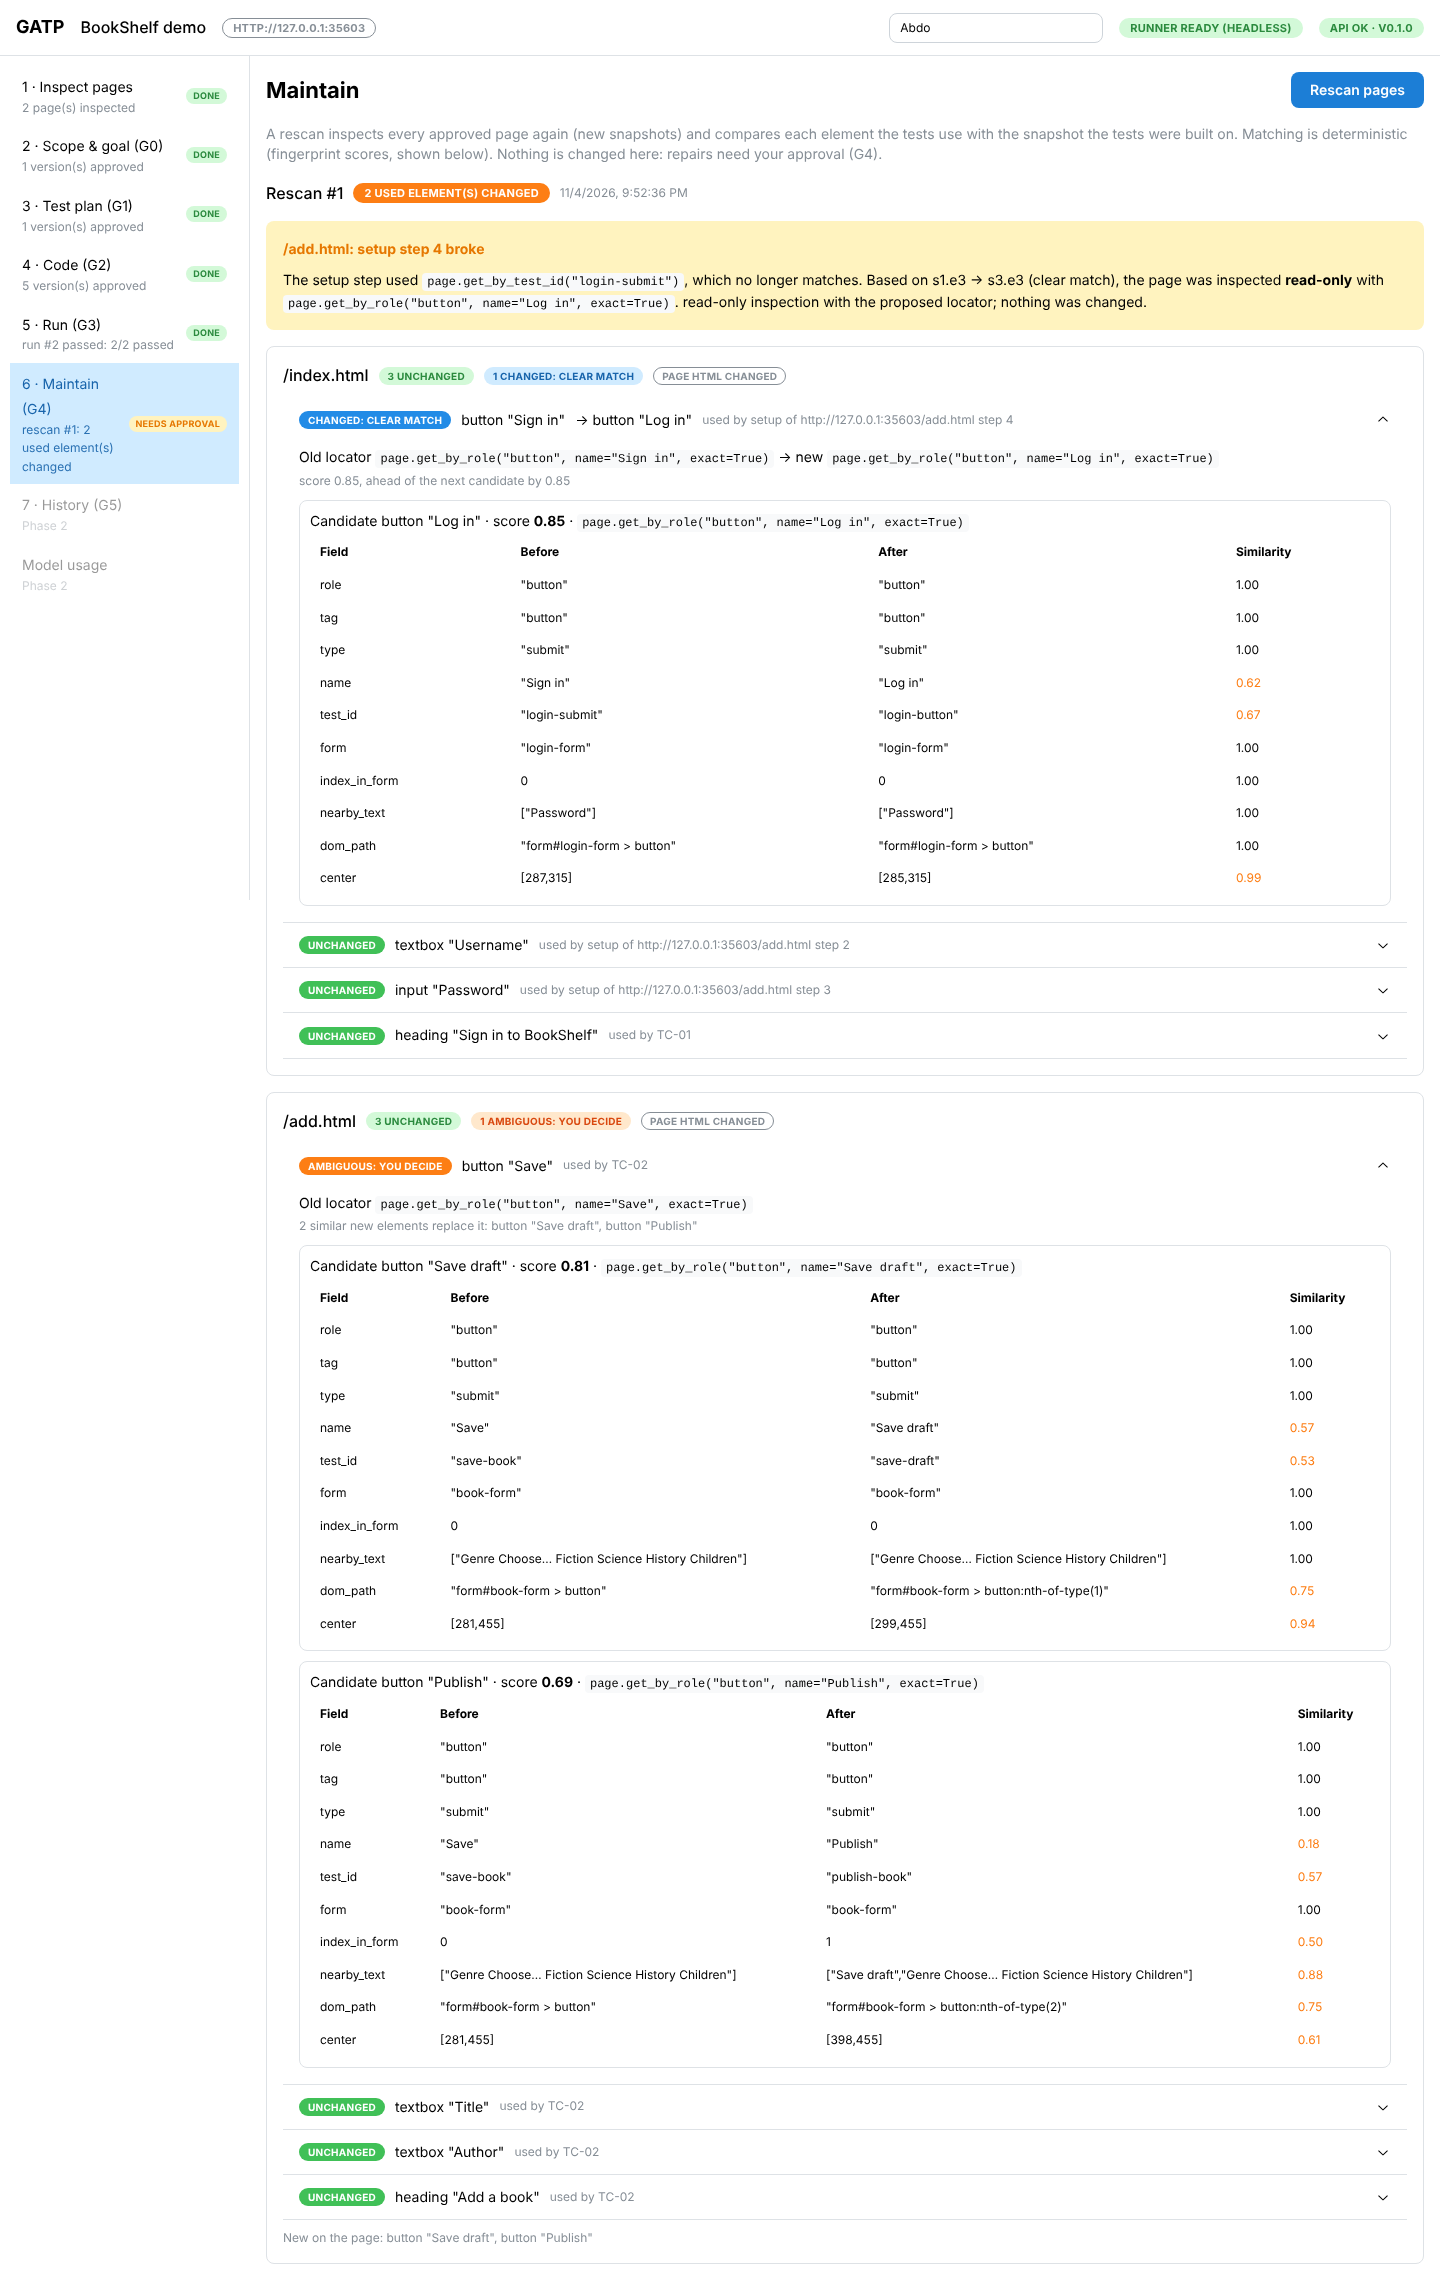 GATP BookShelf demo HTTP://127.0.0.1:35603 Abdo RUNNER READY (HEADLESS) API OK · V0.1.0
1 · Inspect pages
2 page(s) inspected
DONE
2 · Scope & goal (G0)
1 version(s) approved
DONE
3 · Test plan (G1)
1 version(s) approved
DONE
4 · Code (G2)
5 version(s) approved
DONE
5 · Run (G3)
run #2 passed: 2/2 passed
DONE
6 · Maintain
(G4)
rescan #1: 2
used element(s)
changed
NEEDS APPROVAL
7 · History (G5)
Phase 2
Model usage
Phase 2
Maintain Rescan pages
A rescan inspects every approved page again (new snapshots) and compares each element the tests use with the snapshot the tests were built on. Matching is deterministic
(fingerprint scores, shown below). Nothing is changed here: repairs need your approval (G4).
Rescan #1 2 USED ELEMENT(S) CHANGED 11/4/2026, 9:52:36 PM
/add.html: setup step 4 broke
The setup step used page.get_by_test_id("login-submit") , which no longer matches. Based on s1.e3 → s3.e3 (clear match), the page was inspected read-only with
page.get_by_role("button", name="Log in", exact=True) . read-only inspection with the proposed locator; nothing was changed.
/index.html 3 UNCHANGED 1 CHANGED: CLEAR MATCH PAGE HTML CHANGED
CHANGED: CLEAR MATCH button "Sign in" → button "Log in" used by setup of http://127.0.0.1:35603/add.html step 4
Old locator page.get_by_role("button", name="Sign in", exact=True) → new page.get_by_role("button", name="Log in", exact=True)
score 0.85, ahead of the next candidate by 0.85
Candidate button "Log in" · score 0.85 · page.get_by_role("button", name="Log in", exact=True)
Field Before After Similarity
role "button" "button" 1.00
tag "button" "button" 1.00
type "submit" "submit" 1.00
name "Sign in" "Log in" 0.62
test_id "login-submit" "login-button" 0.67
form "login-form" "login-form" 1.00
index_in_form 0 0 1.00
nearby_text ["Password"] ["Password"] 1.00
dom_path "form#login-form > button" "form#login-form > button" 1.00
center [287,315] [285,315] 0.99
UNCHANGED textbox "Username" used by setup of http://127.0.0.1:35603/add.html step 2
UNCHANGED input "Password" used by setup of http://127.0.0.1:35603/add.html step 3
UNCHANGED heading "Sign in to BookShelf" used by TC-01
/add.html 3 UNCHANGED 1 AMBIGUOUS: YOU DECIDE PAGE HTML CHANGED
AMBIGUOUS: YOU DECIDE button "Save" used by TC-02
Old locator page.get_by_role("button", name="Save", exact=True)
2 similar new elements replace it: button "Save draft", button "Publish"
Candidate button "Save draft" · score 0.81 · page.get_by_role("button", name="Save draft", exact=True)
Field Before After Similarity
role "button" "button" 1.00
tag "button" "button" 1.00
type "submit" "submit" 1.00
name "Save" "Save draft" 0.57
test_id "save-book" "save-draft" 0.53
form "book-form" "book-form" 1.00
index_in_form 0 0 1.00
nearby_text ["Genre Choose... Fiction Science History Children"] ["Genre Choose... Fiction Science History Children"] 1.00
dom_path "form#book-form > button" "form#book-form > button:nth-of-type(1)" 0.75
center [281,455] [299,455] 0.94
Candidate button "Publish" · score 0.69 · page.get_by_role("button", name="Publish", exact=True)
Field Before After Similarity
role "button" "button" 1.00
tag "button" "button" 1.00
type "submit" "submit" 1.00
name "Save" "Publish" 0.18
test_id "save-book" "publish-book" 0.57
form "book-form" "book-form" 1.00
index_in_form 0 1 0.50
nearby_text ["Genre Choose... Fiction Science History Children"] ["Save draft","Genre Choose... Fiction Science History Children"] 0.88
dom_path "form#book-form > button" "form#book-form > button:nth-of-type(2)" 0.75
center [281,455] [398,455] 0.61
UNCHANGED textbox "Title" used by TC-02
UNCHANGED textbox "Author" used by TC-02
UNCHANGED heading "Add a book" used by TC-02
New on the page: button "Save draft", button "Publish"